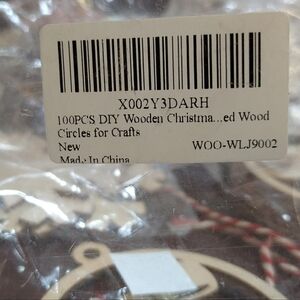 X002Y3DARH
100PCS DIY Wooden Christma...ed Wood
Circles for Crafts
New WOO-WLJ9002
Made In China